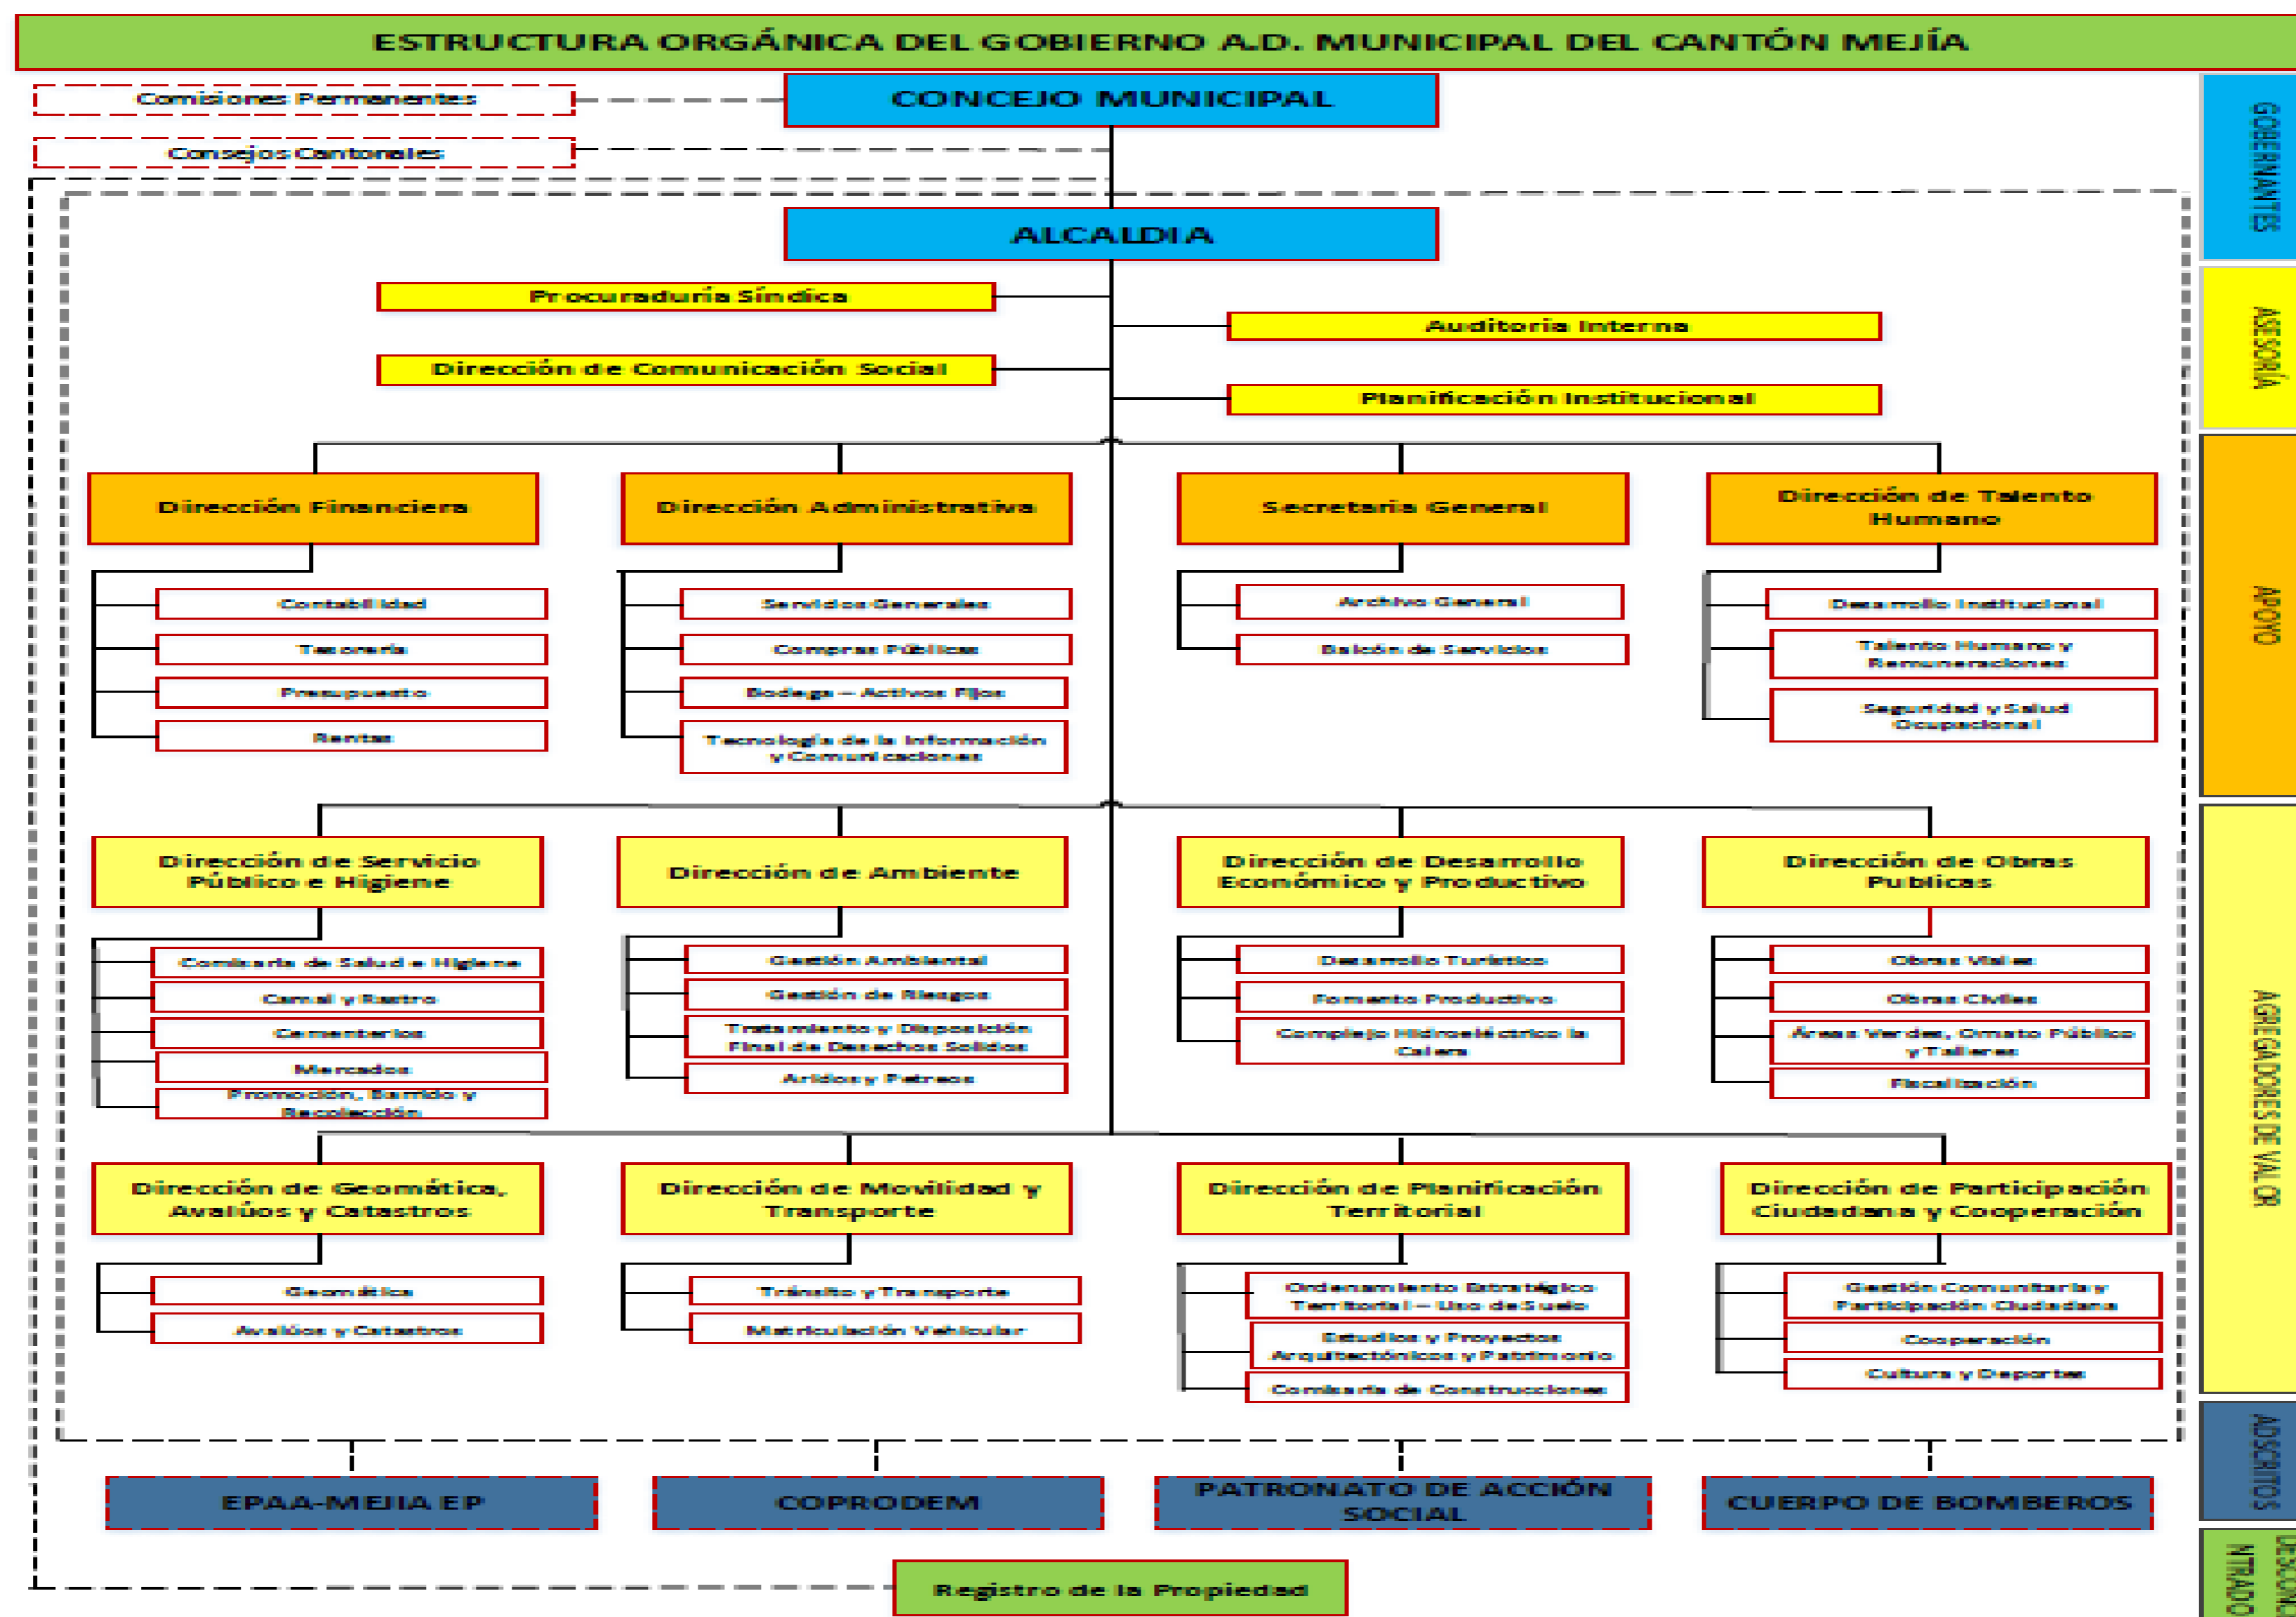 ESTRUCTURA ORGÁNICA DEL GOBIERNO A.D. MUNICIPAL DEL CANTÓN MEJÍA
Comisiones Permanentes
CONCEJO MUNICIPAL
Consejos Cantonales
GOBERNANTES
ALCALDIA
Procuraduría Síndica
Auditoria Interna
Dirección de Comunicación Social
Planificación Institucional
ASESORÍA
Dirección Financiera
Dirección Administrativa
Secretaria General
Dirección de Talento
Humano
Contabilidad
Tesorería
Presupuesto
Rentas
Servicios Generales
Compras Públicas
Bodega – Activos Fijos
Tecnología de la Información
y Comunicaciones
Archivo General
Balcón de Servicios
Desarrollo Institucional
Talento Humano y
Remuneraciones
Seguridad y Salud
Ocupacional
APOYO
Dirección de Servicio
Público e Higiene
Dirección de Ambiente
Dirección de Desarrollo
Económico y Productivo
Dirección de Obras
Publicas
Comisaría de Salud e Higiene
Camal y Rastro
Cementerios
Mercados
Promoción, Barrido y
Recolección
Gestión Ambiental
Gestión de Riesgos
Tratamiento y Disposición
Final de Desechos Solidos
Aridos y Petreos
Desarrollo Turístico
Fomento Productivo
Complejo Hidroeléctrico la
Calera
Obras Viales
Obras Civiles
Áreas Verdes, Ornato Público
y Talleres
Fiscalización
Dirección de Geomática,
Avalúos y Catastros
Dirección de Movilidad y
Transporte
Dirección de Planificación
Territorial
Dirección de Participación
Ciudadana y Cooperación
Geomática
Avalúos y Catastros
Tránsito y Transporte
Matriculación Vehicular
Ordenamiento Estratégico
Territorial – Uso de Suelo
Estudios y Proyectos
Arquitectónicos y Patrimonio
Comisaría de Construcciones
Gestión Comunitaria y
Participación Ciudadana
Cooperación
Cultura y Deportes
AGREGADORES DE VALOR
EPAA-MEJIA EP
COPRODEM
PATRONATO DE ACCIÓN
SOCIAL
CUERPO DE BOMBEROS
ADSCRITOS
Registro de la Propiedad
NTRADO